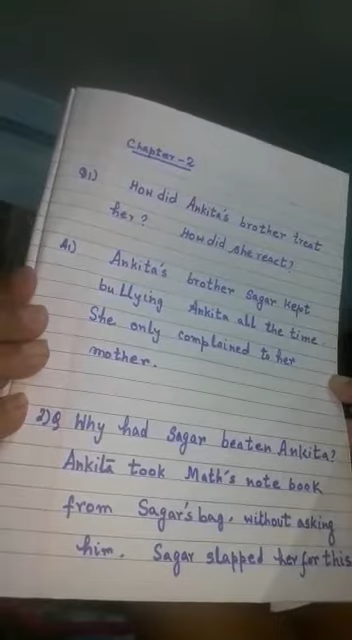 Chapter-2
Q1) How did Ankita's brother treat
her? How did she react?
A1) Ankita's brother Sagar kept
bullying Ankita all the time.
She only complained to her
mother.
2)Q Why had Sagar beaten Ankita?
Ankita took Math's note book
from Sagar's bag, without asking
him. Sagar slapped her for this